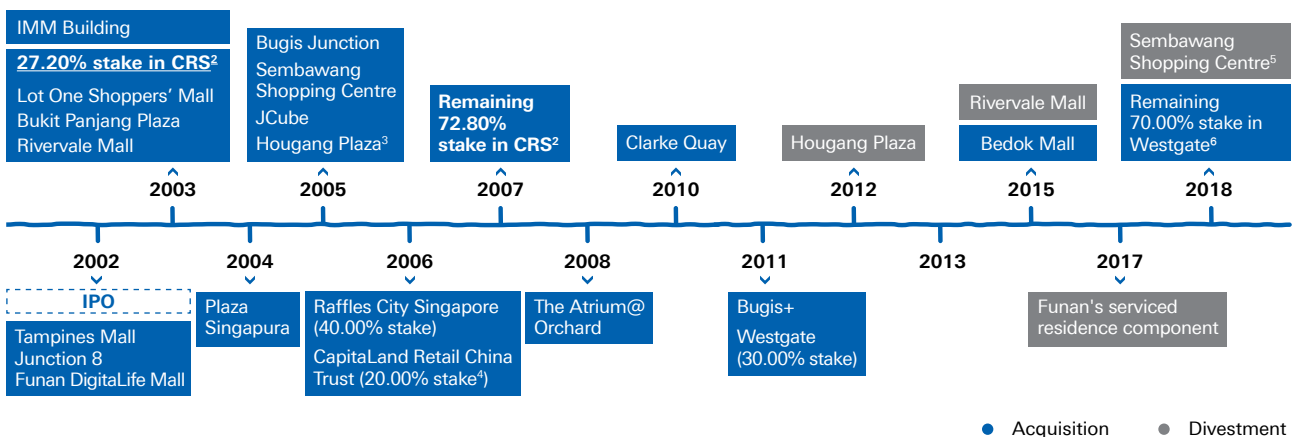 IMM Building
27.20% stake in CRS²
Lot One Shoppers' Mall
Bukit Panjang Plaza
Rivervale Mall
2003
Bugis Junction
Sembawang
Shopping Centre
JCube
Hougang Plaza³
2005
Remaining
72.80%
stake in CRS²
2007
Clarke Quay
2010
Hougang Plaza
2012
Rivervale Mall
Bedok Mall
2015
Sembawang
Shopping Centre⁵
Remaining
70.00% stake in
Westgate⁶
2018
2002
IPO
Tampines Mall
Junction 8
Funan DigitaLife Mall
2004
Plaza
Singapura
2006
Raffles City Singapore
(40.00% stake)
CapitaLand Retail China
Trust (20.00% stake⁴)
2008
The Atrium@
Orchard
2011
Bugis+
Westgate
(30.00% stake)
2013
2017
Funan's serviced
residence component
Acquisition
Divestment